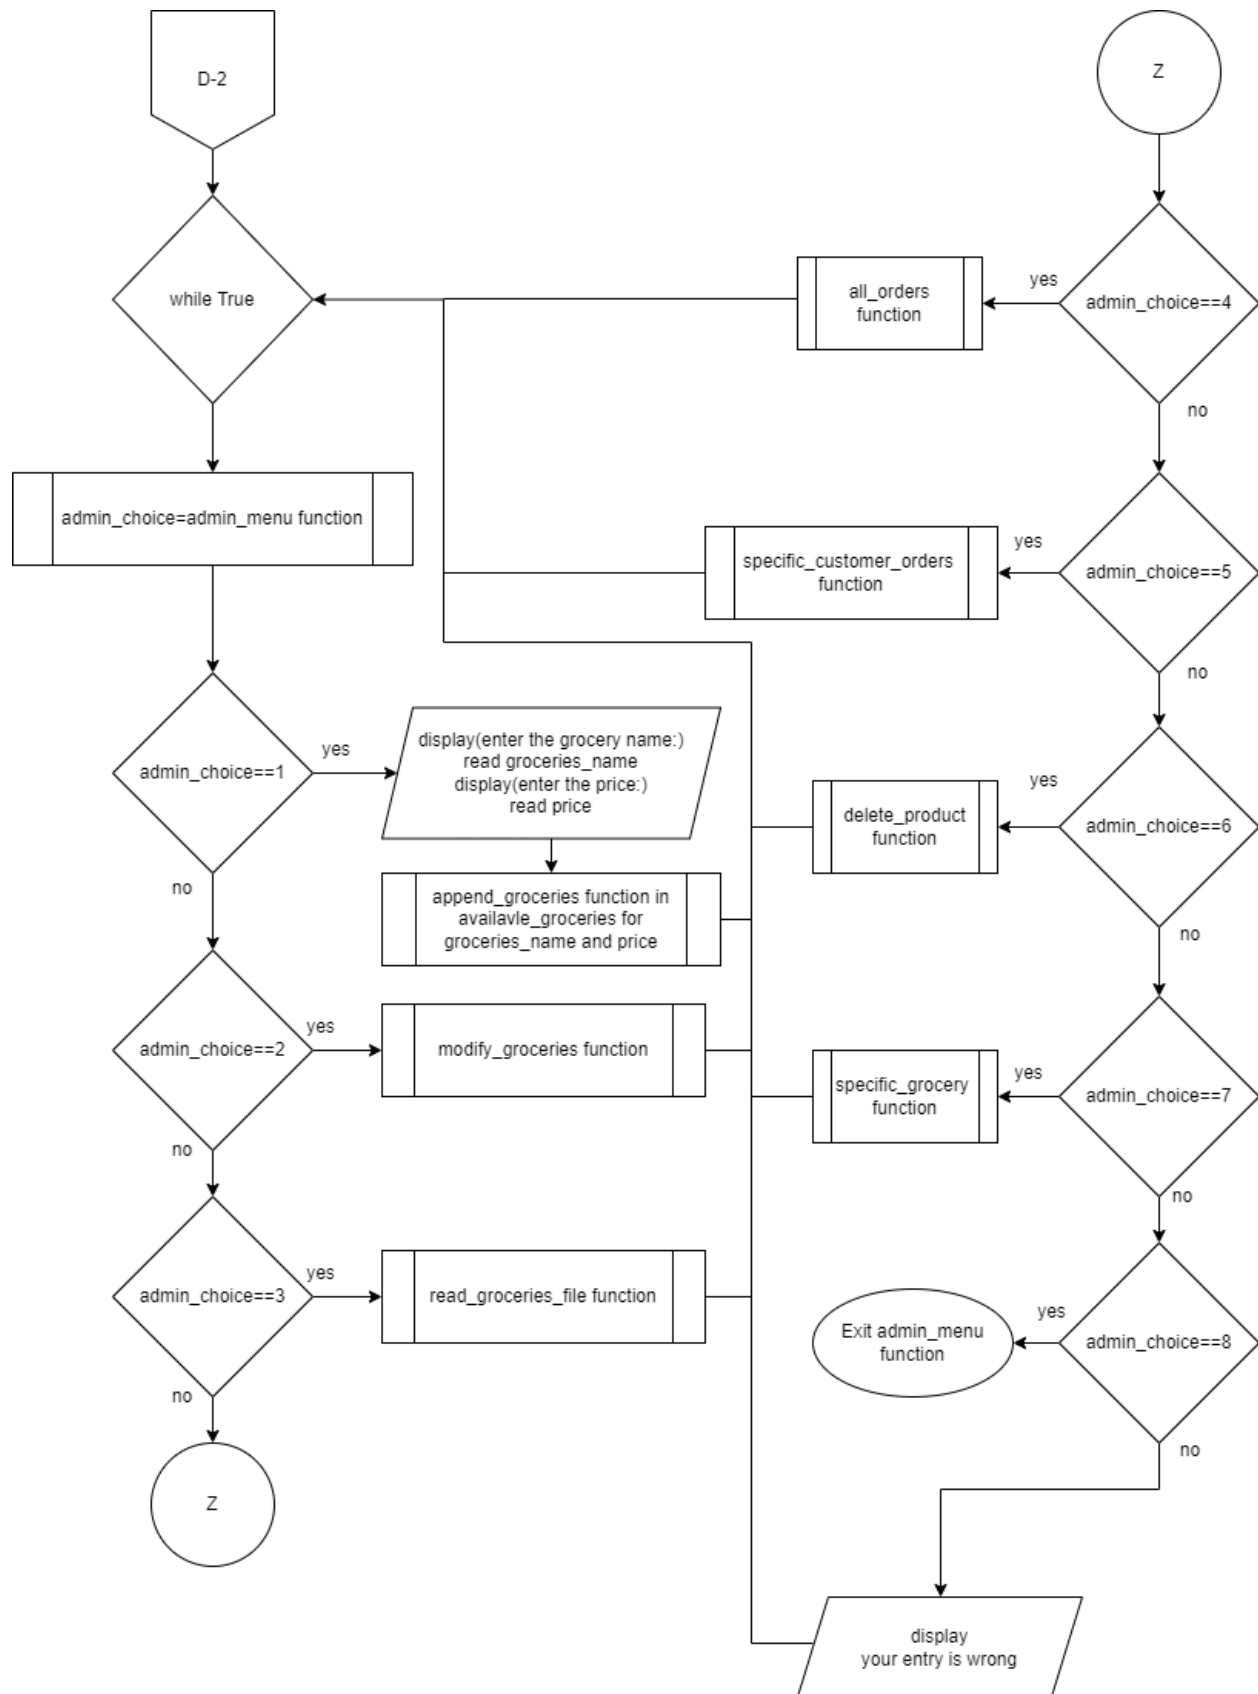 D-2
while True
admin_choice=admin_menu function
admin_choice==1
yes
display(enter the grocery name:)
read groceries_name
display(enter the price:)
read price
append_groceries function in
availavle_groceries for
groceries_name and price
no
admin_choice==2
yes
modify_groceries function
no
admin_choice==3
yes
read_groceries_file function
no
Z
Z
admin_choice==4
yes
all_orders
function
no
admin_choice==5
yes
specific_customer_orders
function
no
admin_choice==6
yes
delete_product
function
no
admin_choice==7
yes
specific_grocery
function
no
admin_choice==8
yes
Exit admin_menu
function
no
display
your entry is wrong